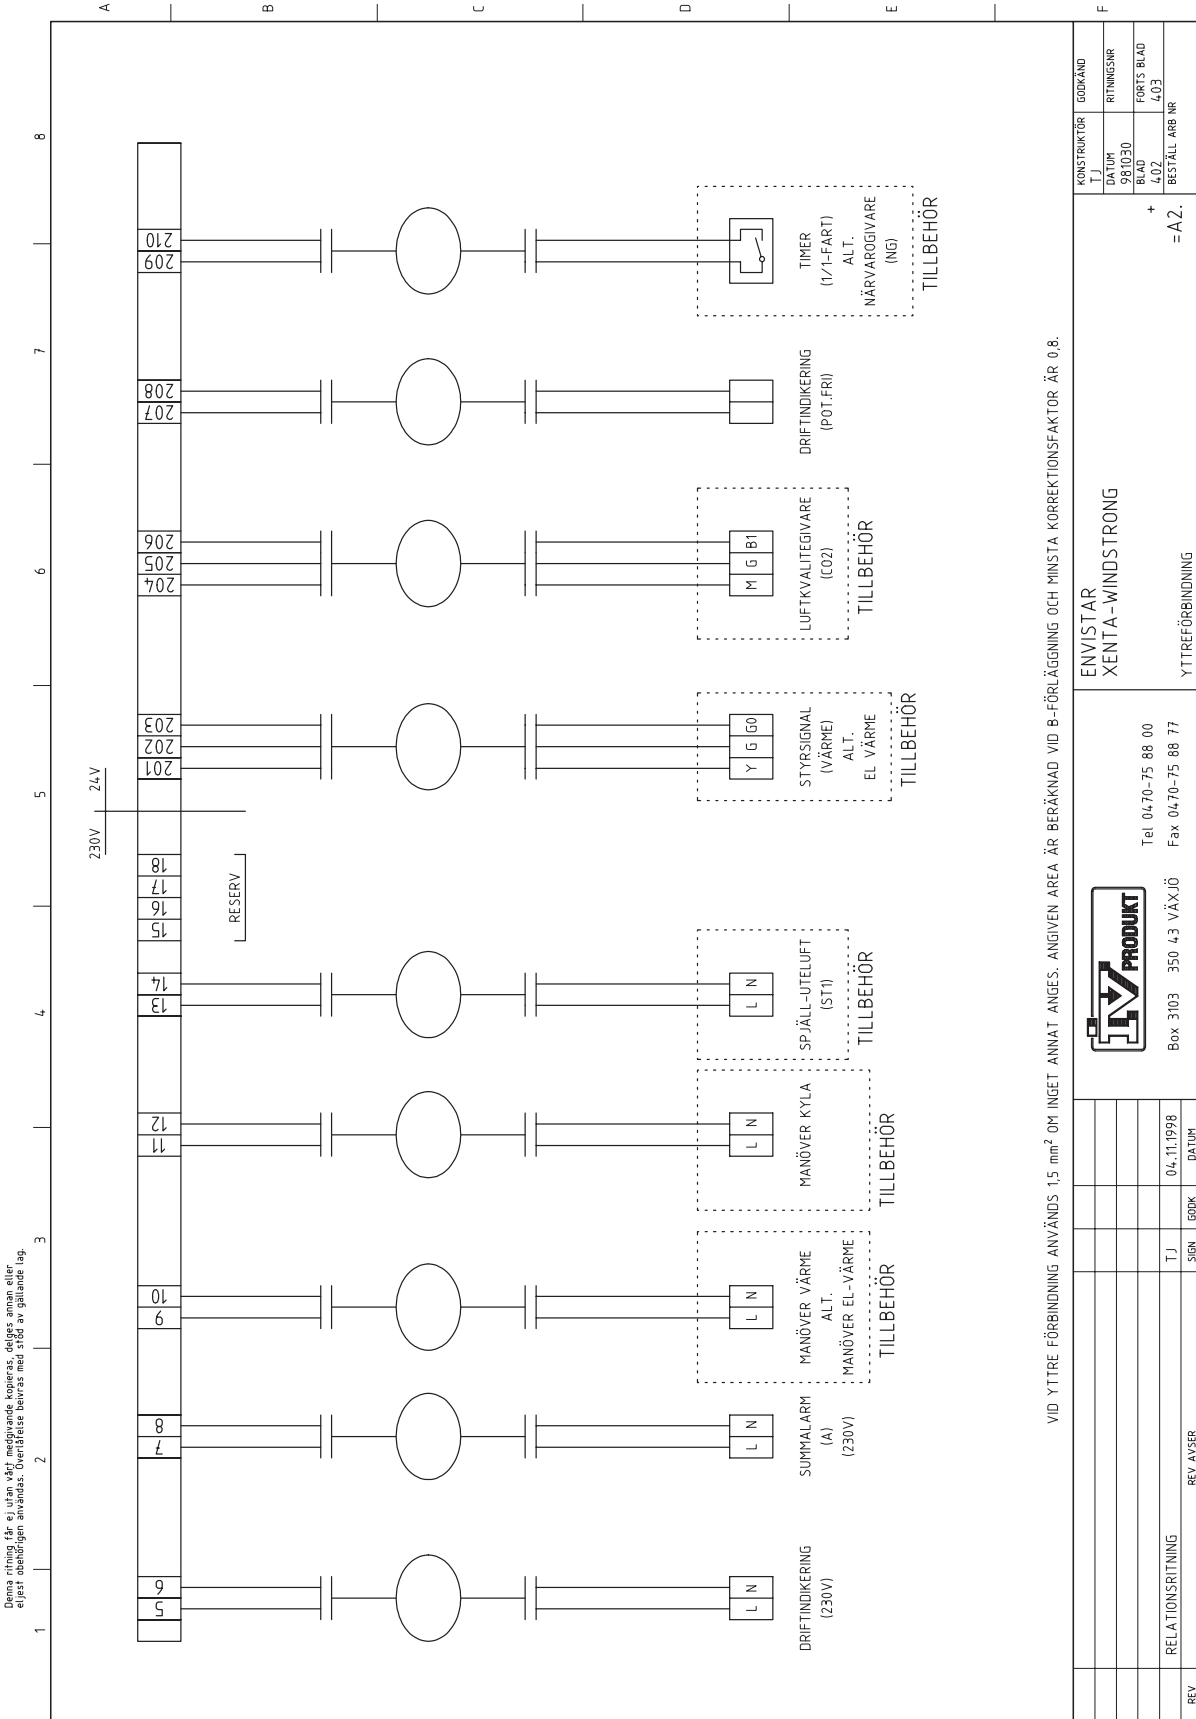 Denna ritning får ej utan vårt medgivande kopieras, delges annan eller
eljest obehörigen användas. Överträfelse beivras med stöd av gällande lag.
1 2 3 4 5 6 7 8
A B C D E F
230V 24V
5 6 7 8 9 10 11 12 13 14 15 16 17 18 201 202 203 204 205 206 207 208 209 210
RESERV
L N
DRIFTINDIKERING
(230V)
L N
SUMMALARM
(A)
(230V)
L N
MANÖVER VÄRME
ALT.
MANÖVER EL-VÄRME
TILLBEHÖR
L N
MANÖVER KYLA
TILLBEHÖR
L N
SPJÄLL-UTELUFT
(ST1)
TILLBEHÖR
Y G G0
STYRSIGNAL
(VÄRME)
ALT.
EL VÄRME
TILLBEHÖR
M G B1
LUFTKVALITEGIVARE
(CO2)
TILLBEHÖR
DRIFTINDIKERING
(POT.FRI)
TIMER
(1/1-FART)
ALT.
NÄRVAROGIVARE
(NG)
TILLBEHÖR
VID YTTRE FÖRBINDNING ANVÄNDS 1,5 mm² OM INGET ANNAT ANGES. ANGIVEN AREA ÄR BERÄKNAD VID B-FÖRLÄGGNING OCH MINSTA KORREKTIONSFAKTOR ÄR 0,8.
RELATIONSRITNING TJ 04.11.1998
REV REV AVSER SIGN GODK DATUM
IV PRODUKT
Tel 0470-75 88 00
Box 3103 350 43 VÄXJÖ Fax 0470-75 88 77
ENVISTAR
XENTA-WINDSTRONG
YTTREFÖRBINDNING
+
=A2.
KONSTRUKTÖR GODKÄND
TJ
DATUM RITNINGSNR
981030
BLAD FORTS BLAD
402 403
BESTÄLL ARB NR